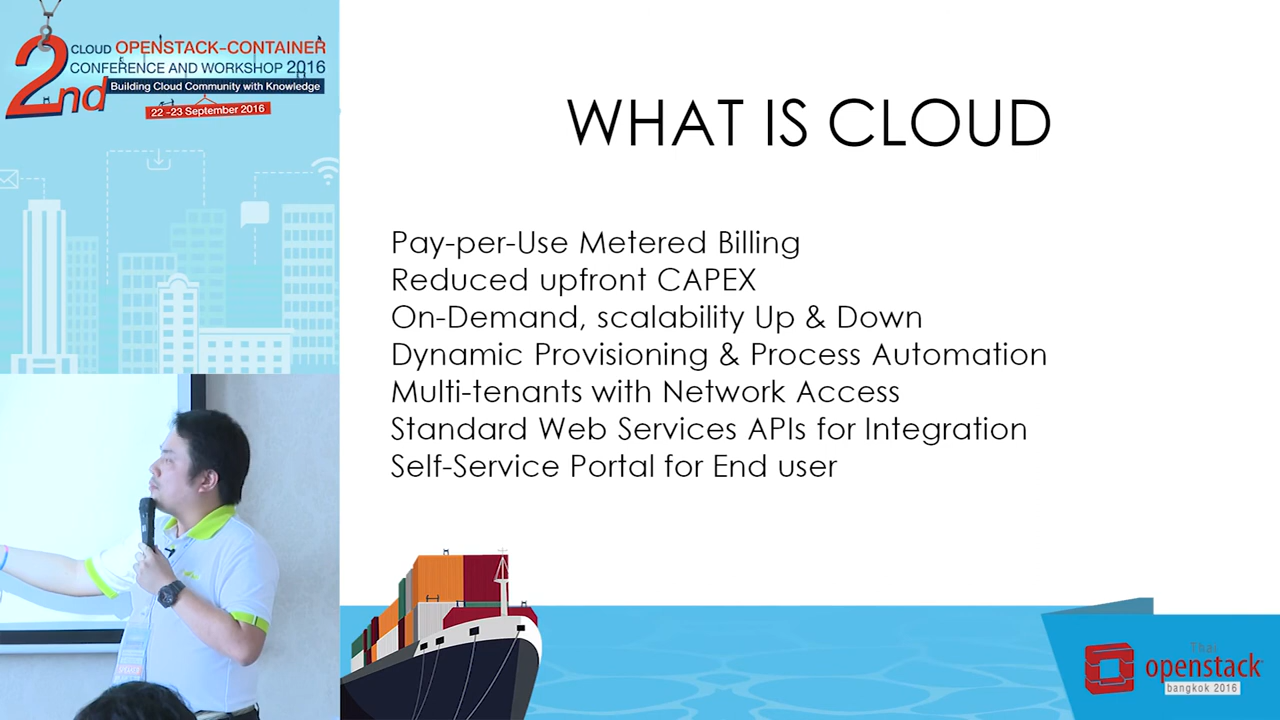 2nd
CLOUD OPENSTACK-CONTAINER
CONFERENCE AND WORKSHOP 2016
Building Cloud Community with Knowledge
22 -23 September 2016
WHAT IS CLOUD
Pay-per-Use Metered Billing
Reduced upfront CAPEX
On-Demand, scalability Up & Down
Dynamic Provisioning & Process Automation
Multi-tenants with Network Access
Standard Web Services APIs for Integration
Self-Service Portal for End user
Thai
openstack
bangkok 2016